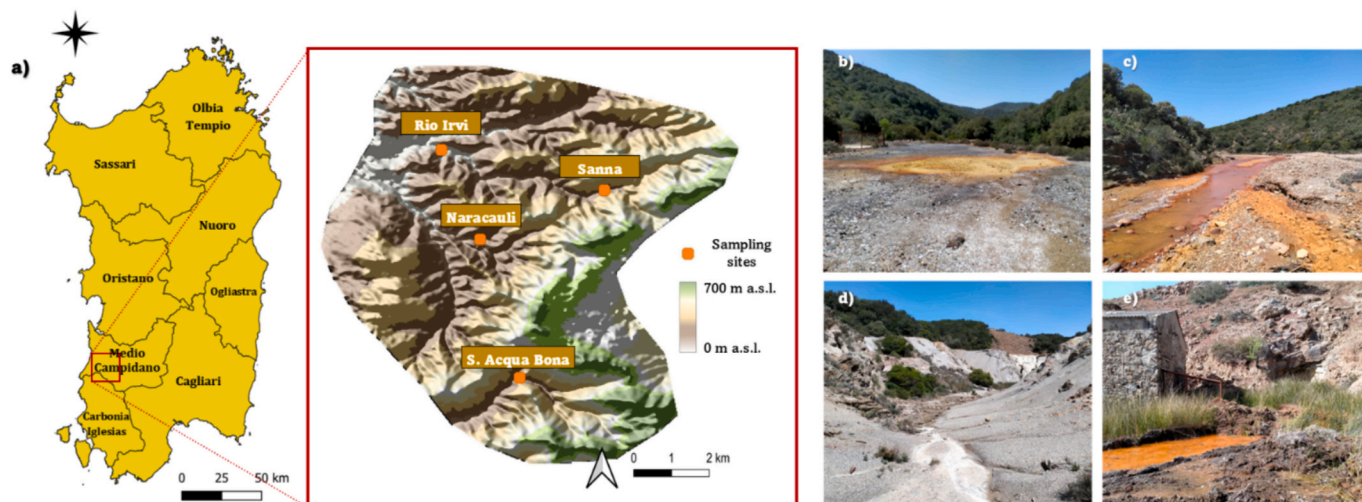 a)
Olbia
Tempio
Sassari
Nuoro
Oristano
Ogliastra
Medio
Campidano
Cagliari
Carbonia
Iglesias
0 25 50 km
Rio Irvi
Sanna
Naracauli
S. Acqua Bona
Sampling
sites
700 m a.s.l.
0 m a.s.l.
0 1 2 km
b)
c)
d)
e)